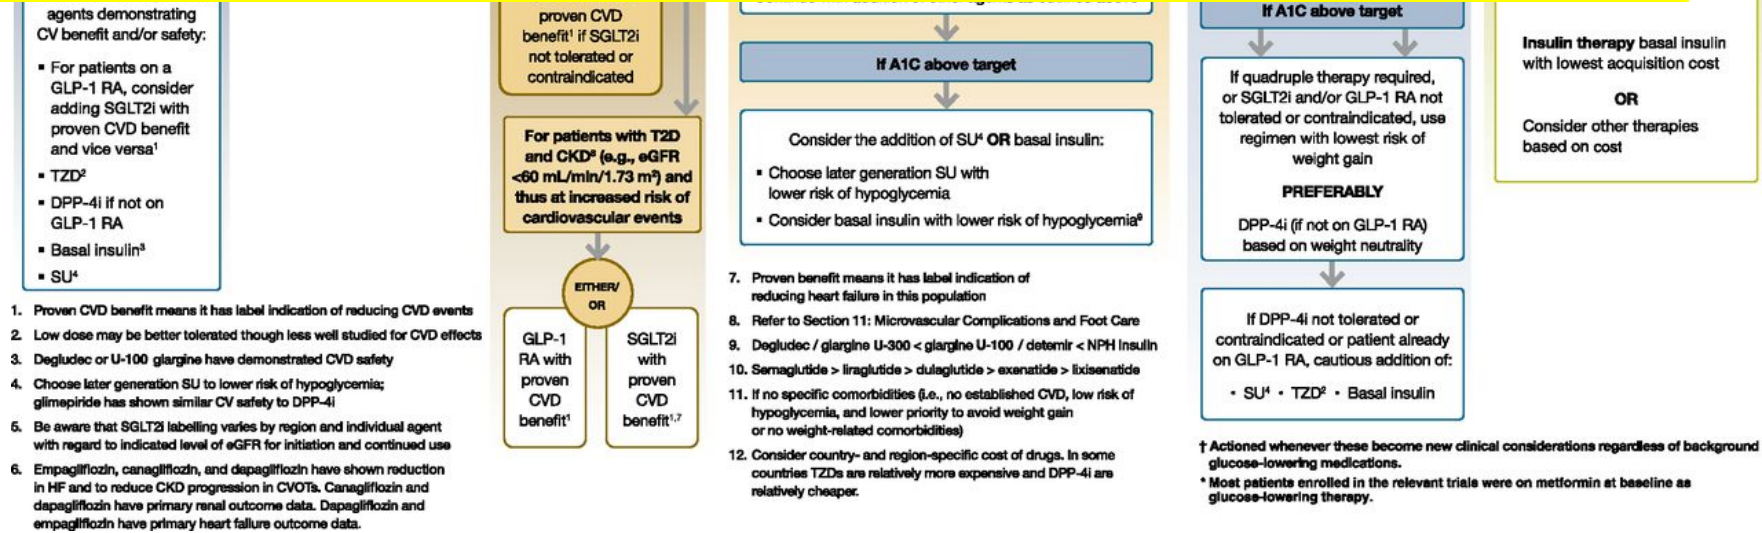 agents demonstrating
CV benefit and/or safety:
▪ For patients on a
GLP-1 RA, consider
adding SGLT2i with
proven CVD benefit
and vice versa¹
▪ TZD²
▪ DPP-4i if not on
GLP-1 RA
▪ Basal insulin³
▪ SU⁴
1. Proven CVD benefit means it has label indication of reducing CVD events
2. Low dose may be better tolerated though less well studied for CVD effects
3. Degludec or U-100 glargine have demonstrated CVD safety
4. Choose later generation SU to lower risk of hypoglycemia;
glimepiride has shown similar CV safety to DPP-4i
5. Be aware that SGLT2i labelling varies by region and individual agent
with regard to indicated level of eGFR for initiation and continued use
6. Empagliflozin, canagliflozin, and dapagliflozin have shown reduction
in HF and to reduce CKD progression in CVOTs. Canagliflozin and
dapagliflozin have primary renal outcome data. Dapagliflozin and
empagliflozin have primary heart failure outcome data.
proven CVD
benefit¹ if SGLT2i
not tolerated or
contraindicated
For patients with T2D
and CKD⁸ (e.g., eGFR
<60 mL/min/1.73 m²) and
thus at increased risk of
cardiovascular events
EITHER/
OR
GLP-1
RA with
proven
CVD
benefit¹
SGLT2i
with
proven
CVD
benefit¹,⁷
If A1C above target
Consider the addition of SU⁴ OR basal insulin:
▪ Choose later generation SU with
lower risk of hypoglycemia
▪ Consider basal insulin with lower risk of hypoglycemia⁹
7. Proven benefit means it has label indication of
reducing heart failure in this population
8. Refer to Section 11: Microvascular Complications and Foot Care
9. Degludec / glargine U-300 < glargine U-100 / detemir < NPH insulin
10. Semaglutide > liraglutide > dulaglutide > exenatide > lixisenatide
11. If no specific comorbidities (i.e., no established CVD, low risk of
hypoglycemia, and lower priority to avoid weight gain
or no weight-related comorbidities)
12. Consider country- and region-specific cost of drugs. In some
countries TZDs are relatively more expensive and DPP-4i are
relatively cheaper.
If A1C above target
If quadruple therapy required,
or SGLT2i and/or GLP-1 RA not
tolerated or contraindicated, use
regimen with lowest risk of
weight gain
PREFERABLY
DPP-4i (if not on GLP-1 RA)
based on weight neutrality
If DPP-4i not tolerated or
contraindicated or patient already
on GLP-1 RA, cautious addition of:
• SU⁴ • TZD² • Basal insulin
Insulin therapy basal insulin
with lowest acquisition cost
OR
Consider other therapies
based on cost
† Actioned whenever these become new clinical considerations regardless of background
glucose-lowering medications.
* Most patients enrolled in the relevant trials were on metformin at baseline as
glucose-lowering therapy.